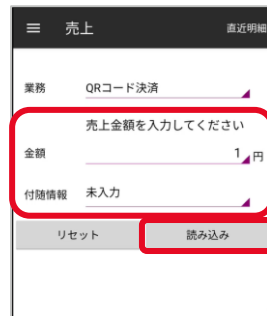 売上 直近明細
業務 QRコード決済
売上金額を入力してください
金額 1 円
付随情報 未入力
リセット 読み込み